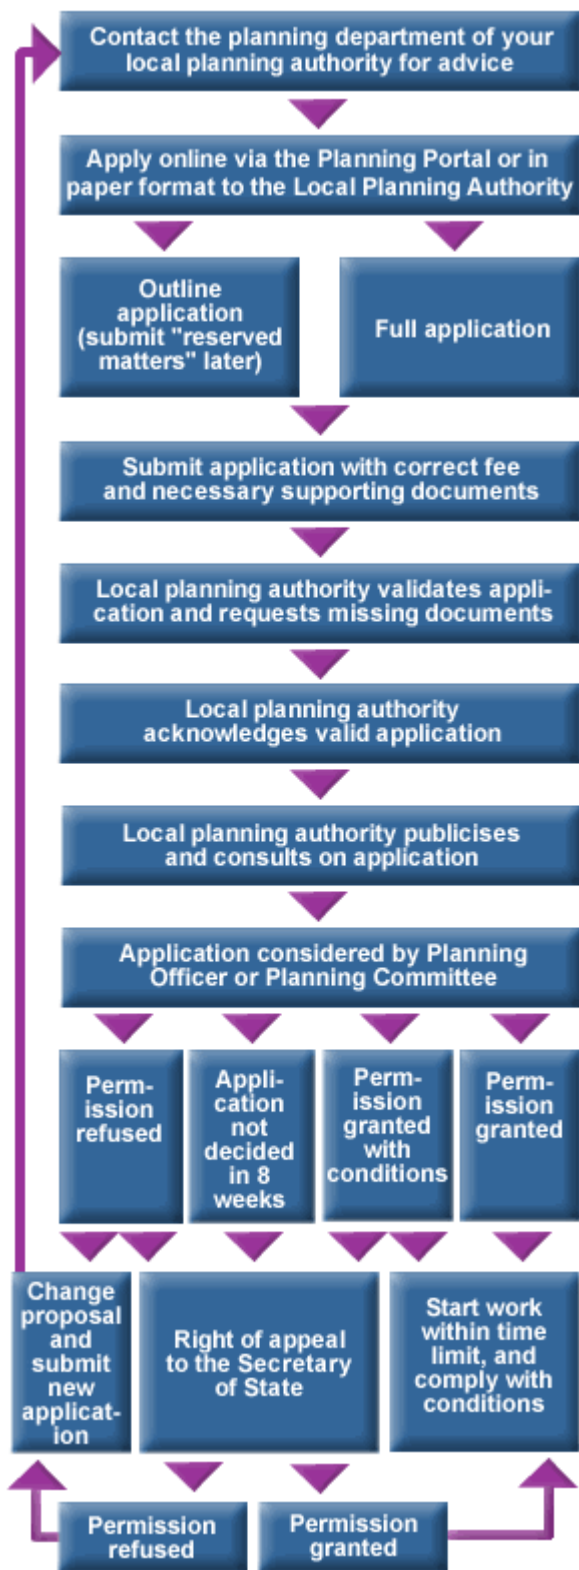 Contact the planning department of your
local planning authority for advice
Apply online via the Planning Portal or in
paper format to the Local Planning Authority
Outline
application
(submit "reserved
matters" later)
Full application
Submit application with correct fee
and necessary supporting documents
Local planning authority validates appli-
cation and requests missing documents
Local planning authority
acknowledges valid application
Local planning authority publicises
and consults on application
Application considered by Planning
Officer or Planning Committee
Perm-
ission
refused
Appli-
cation
not
decided
in 8
weeks
Perm-
ission
granted
with
conditions
Perm-
ission
granted
Change
proposal
and
submit
new
applicat-
ion
Right of appeal
to the Secretary
of State
Start work
within time
limit, and
comply with
conditions
Permission
refused
Permission
granted